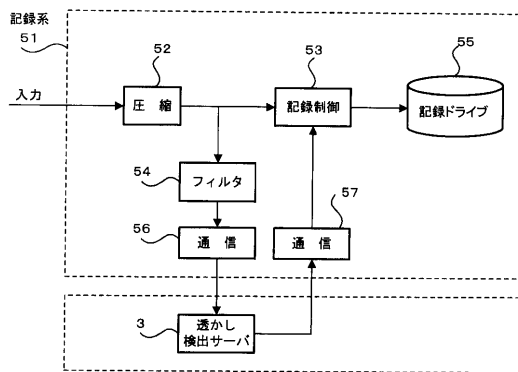 記録系
51
52
53
55
入力
圧縮
記録制御
記録ドライブ
54
フィルタ
57
56
通信
通信
3
透かし
検出サーバ